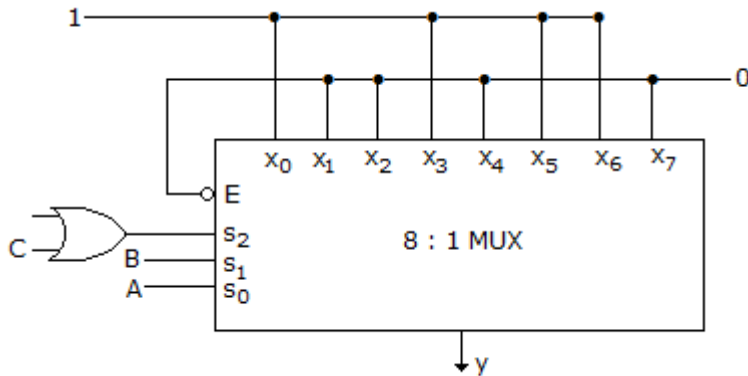 1
0
x₀ x₁ x₂ x₃ x₄ x₅ x₆ x₇
E
C
s₂
8 : 1 MUX
B
s₁
A
s₀
y